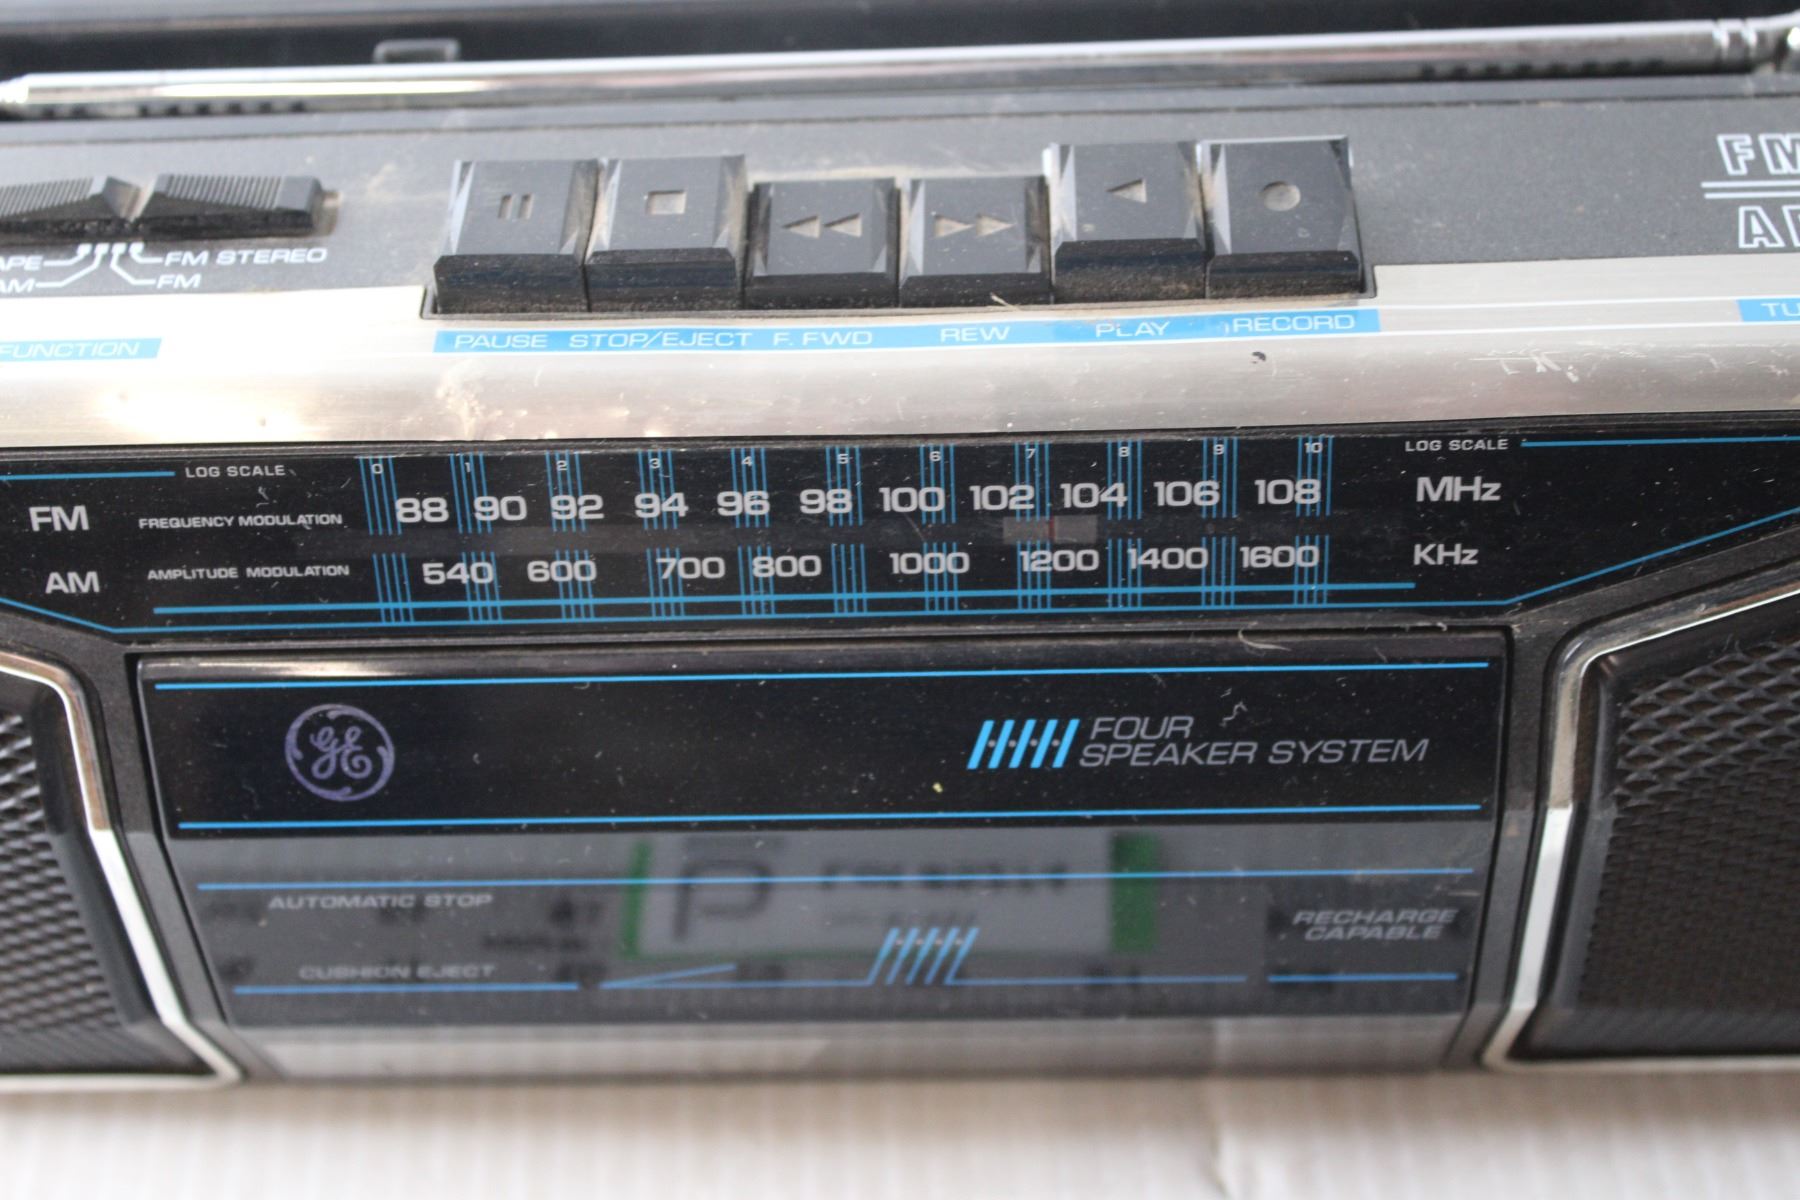 FM STEREO
FM
FUNCTION
PAUSE STOP/EJECT F. FWD REW PLAY RECORD
LOG SCALE 0 1 2 3 4 5 6 7 8 9 10 LOG SCALE
FM FREQUENCY MODULATION 88 90 92 94 96 98 100 102 104 106 108 MHz
AM AMPLITUDE MODULATION 540 600 700 800 1000 1200 1400 1600 KHz
GE
FOUR
SPEAKER SYSTEM
AUTOMATIC STOP
RECHARGE
CAPABLE
CUSHION EJECT